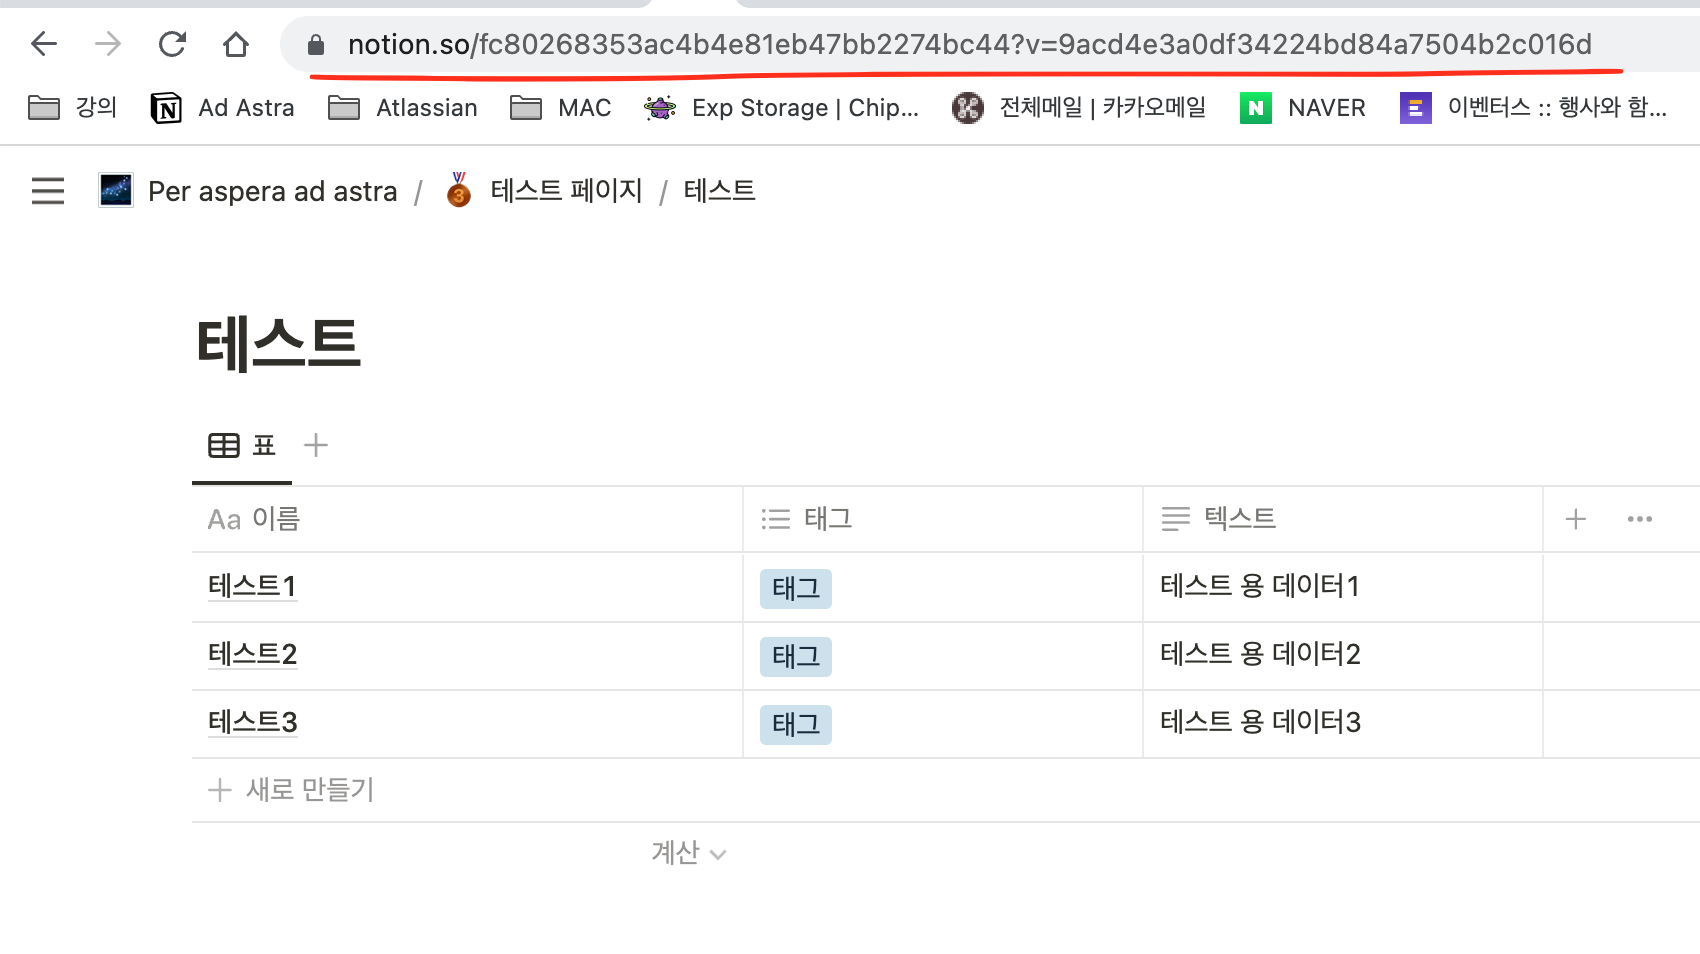 notion.so/fc80268353ac4b4e81eb47bb2274bc44?v=9acd4e3a0df34224bd84a7504b2c016d
강의 Ad Astra Atlassian MAC Exp Storage | Chip... 전체메일 | 카카오메일 N NAVER E 이벤터스 :: 행사와 함...
Per aspera ad astra / 3 테스트 페이지 / 테스트
테스트
표
Aa 이름 태그 텍스트
테스트1 태그 테스트 용 데이터1
테스트2 태그 테스트 용 데이터2
테스트3 태그 테스트 용 데이터3
새로 만들기
계산